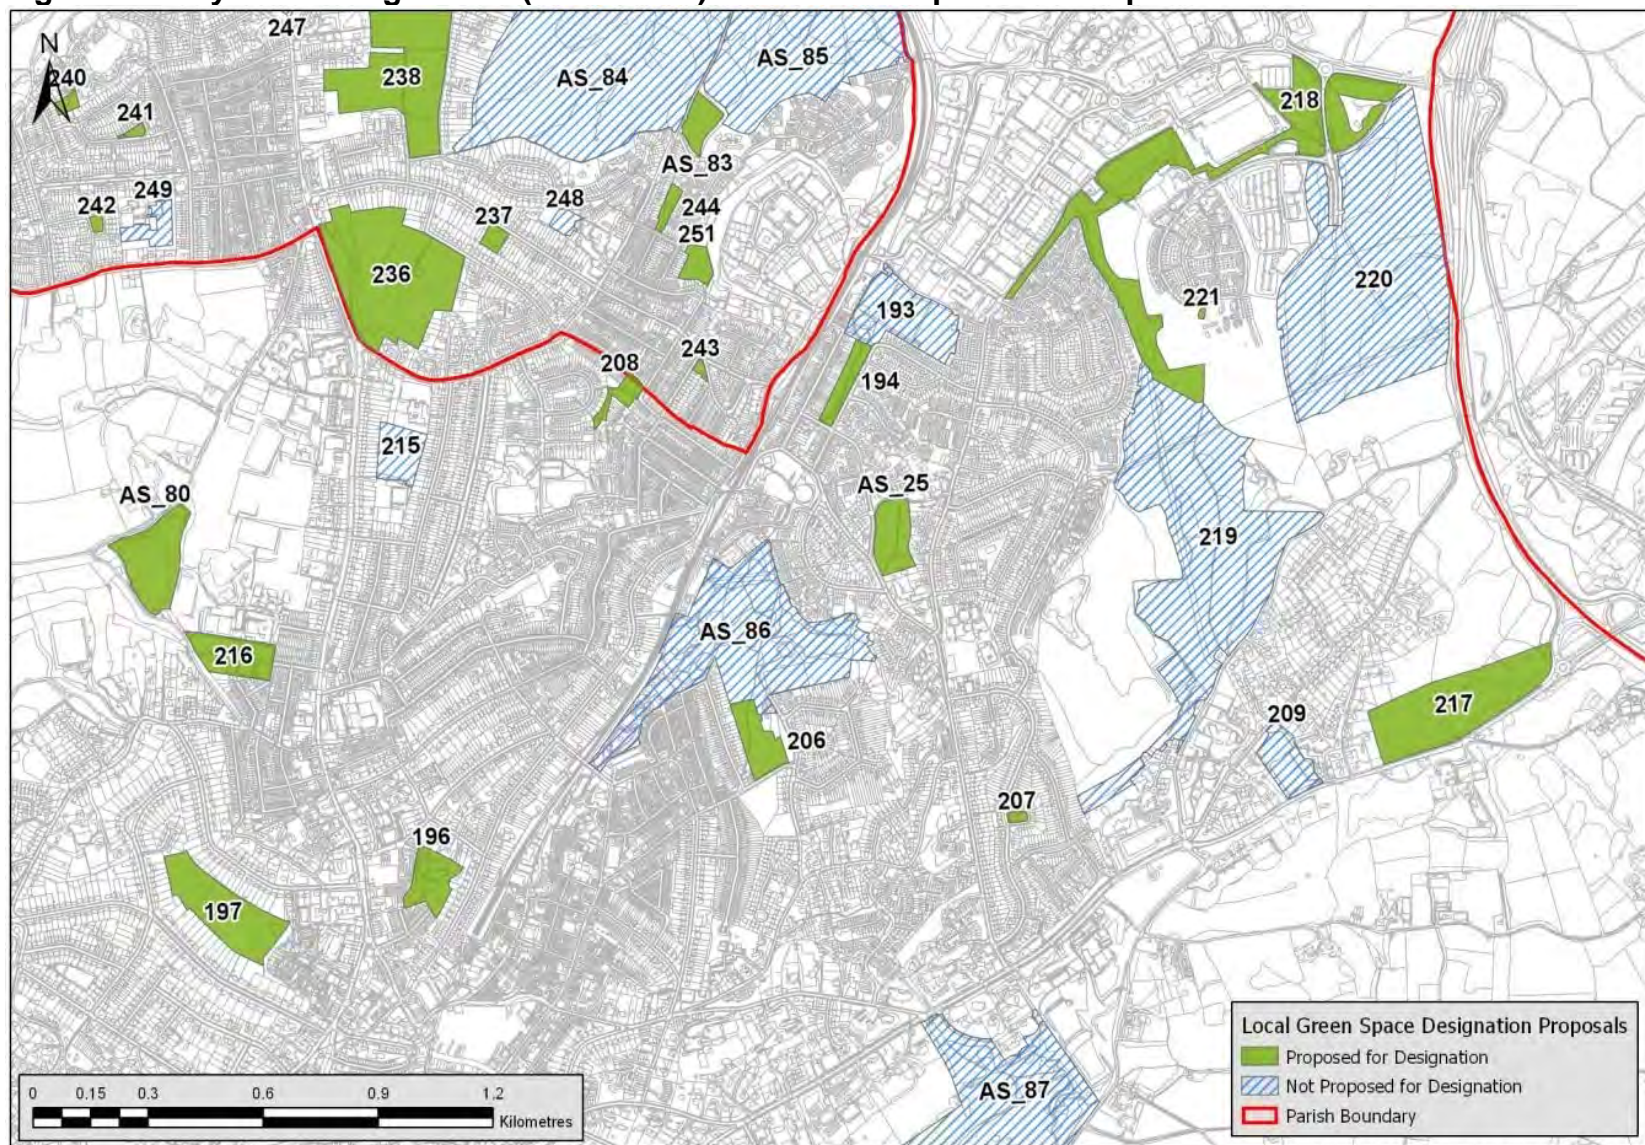 N
247
240
238
AS_84
AS_85
218
241
AS_83
249
248
242
237
244
251
236
220
221
193
243
208
194
215
AS_25
AS_80
219
AS_86
216
217
209
206
207
196
197
AS_87
Local Green Space Designation Proposals
Proposed for Designation
Not Proposed for Designation
Parish Boundary
0 0.15 0.3 0.6 0.9 1.2
Kilometres